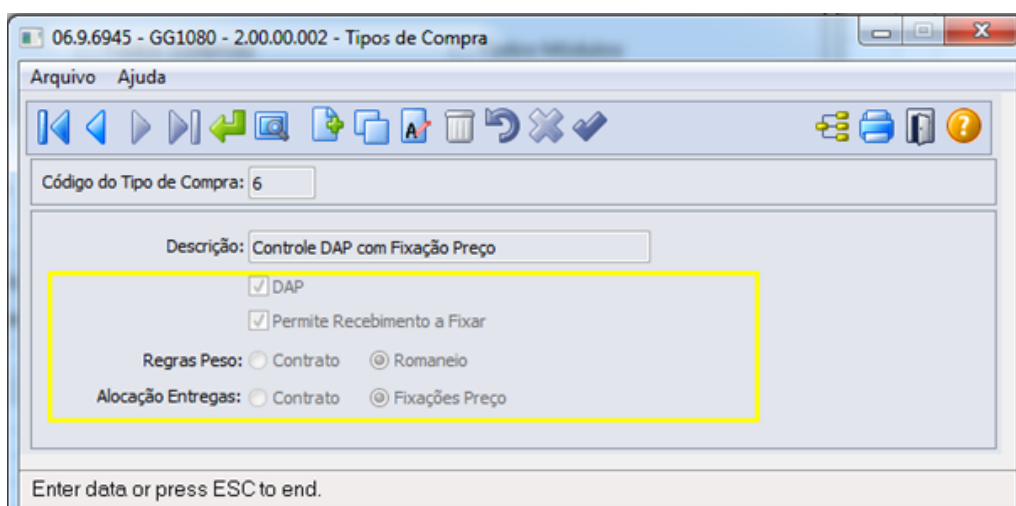 06.9.6945 - GG1080 - 2.00.00.002 - Tipos de Compra
Arquivo Ajuda
Código do Tipo de Compra: 6
Descrição: Controle DAP com Fixação Preço
DAP
Permite Recebimento a Fixar
Regras Peso: Contrato Romaneio
Alocação Entregas: Contrato Fixações Preço
Enter data or press ESC to end.